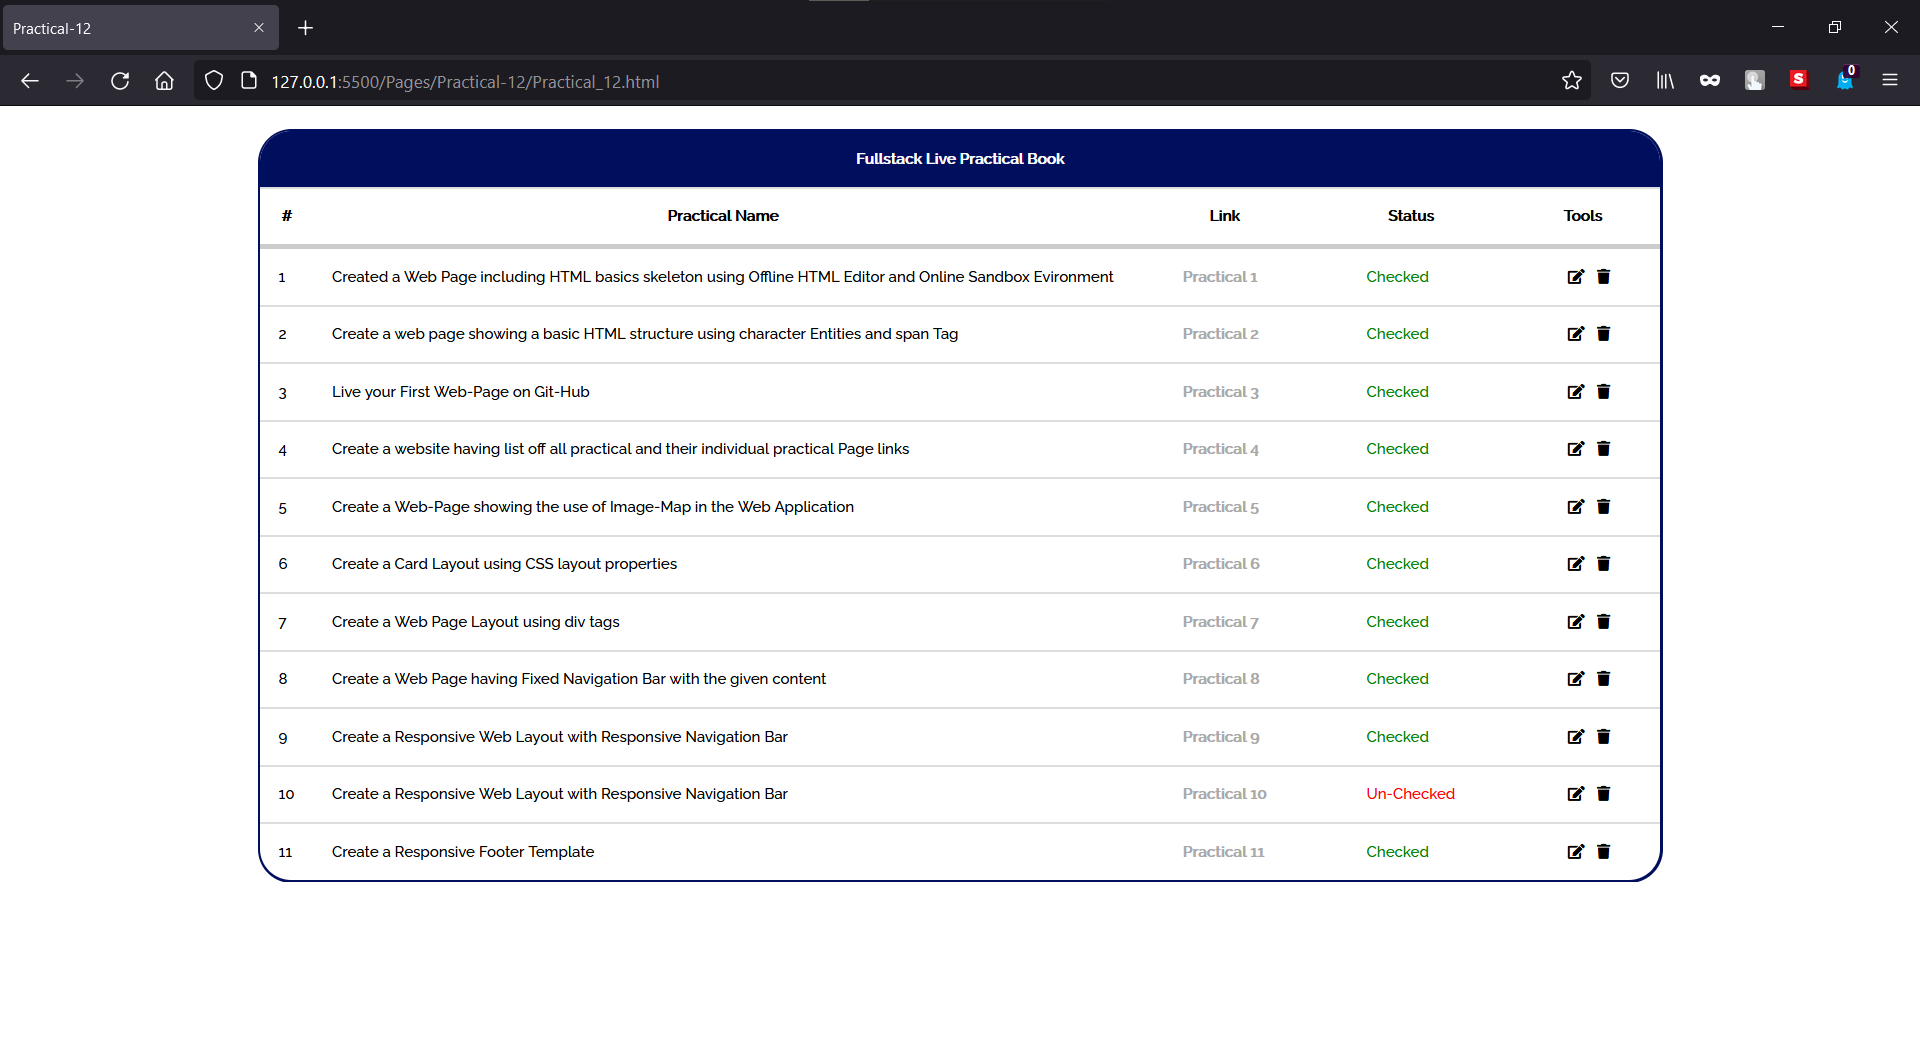 Practical-12
127.0.0.1:5500/Pages/Practical-12/Practical_12.html
S
0
Fullstack Live Practical Book
# Practical Name Link Status Tools
1 Created a Web Page including HTML basics skeleton using Offline HTML Editor and Online Sandbox Evironment Practical 1 Checked
2 Create a web page showing a basic HTML structure using character Entities and span Tag Practical 2 Checked
3 Live your First Web-Page on Git-Hub Practical 3 Checked
4 Create a website having list off all practical and their individual practical Page links Practical 4 Checked
5 Create a Web-Page showing the use of Image-Map in the Web Application Practical 5 Checked
6 Create a Card Layout using CSS layout properties Practical 6 Checked
7 Create a Web Page Layout using div tags Practical 7 Checked
8 Create a Web Page having Fixed Navigation Bar with the given content Practical 8 Checked
9 Create a Responsive Web Layout with Responsive Navigation Bar Practical 9 Checked
10 Create a Responsive Web Layout with Responsive Navigation Bar Practical 10 Un-Checked
11 Create a Responsive Footer Template Practical 11 Checked